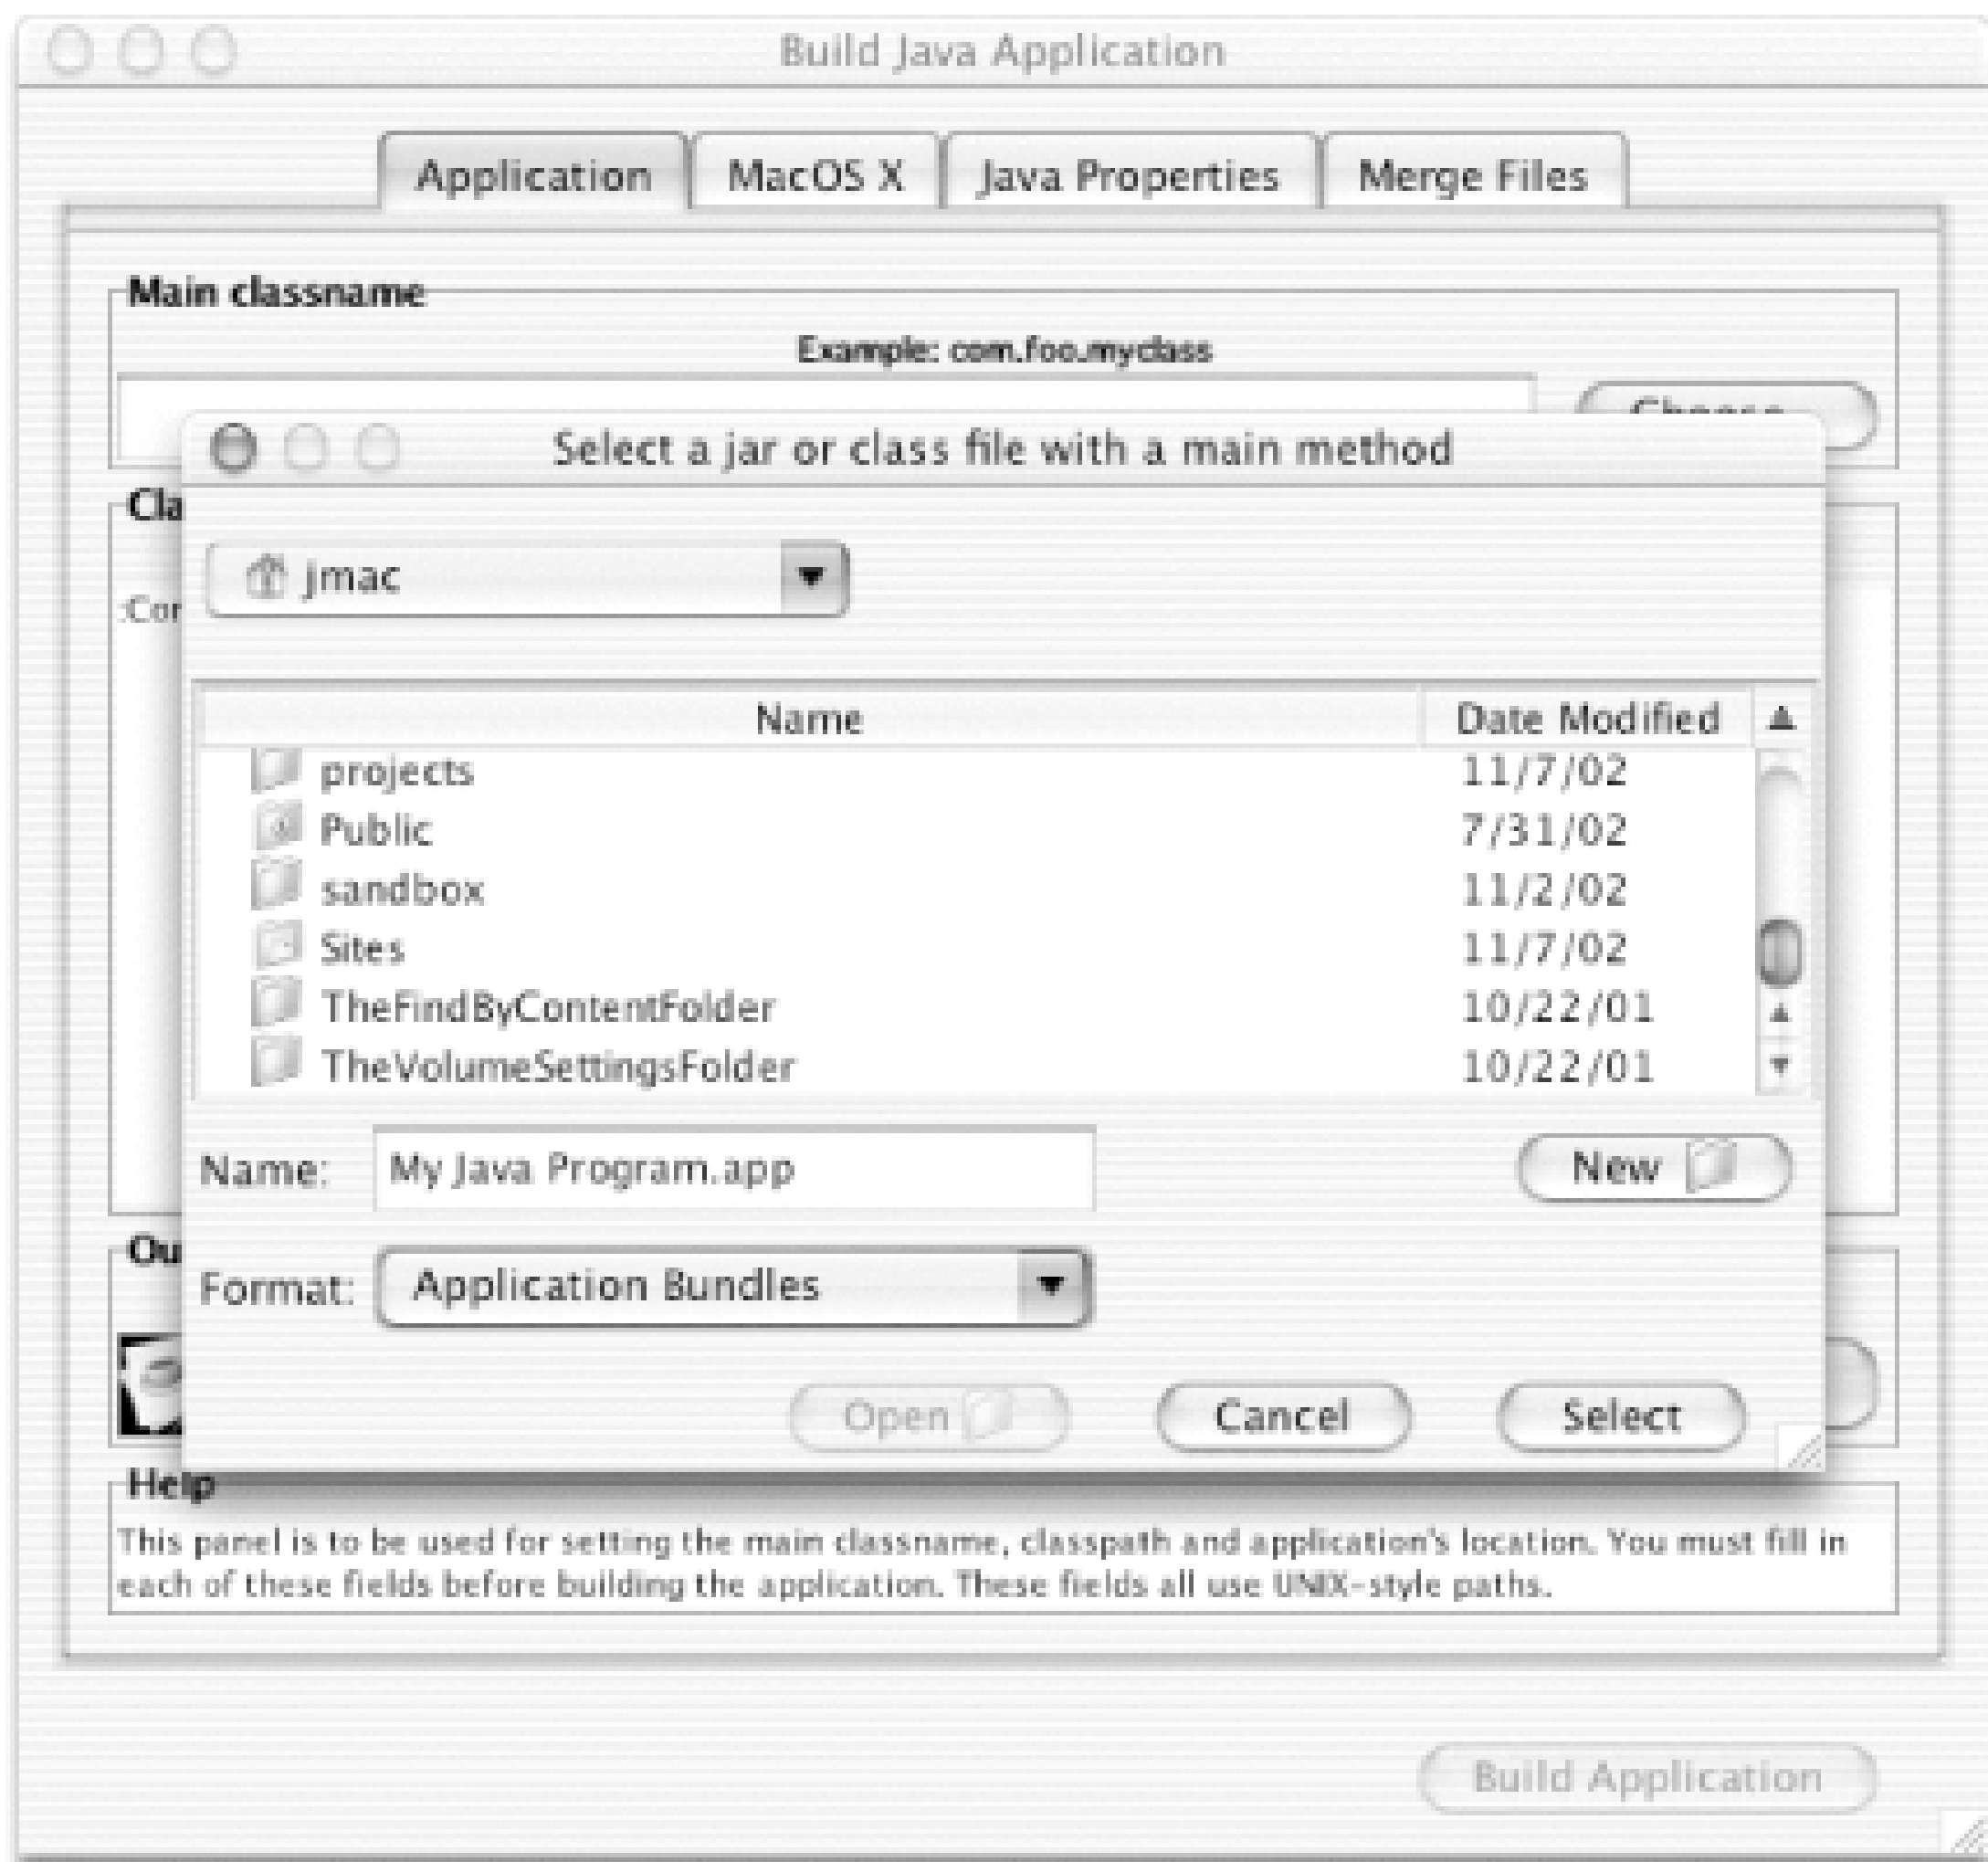 Build Java Application
Application MacOS X Java Properties Merge Files
Main classname
Example: com.foo.myclass
Select a jar or class file with a main method
jmac
Name Date Modified
projects 11/7/02
Public 7/31/02
sandbox 11/2/02
Sites 11/7/02
TheFindByContentFolder 10/22/01
TheVolumeSettingsFolder 10/22/01
Name: My Java Program.app New
Format: Application Bundles
Open Cancel Select
Help
This panel is to be used for setting the main classname, classpath and application's location. You must fill in
each of these fields before building the application. These fields all use UNIX-style paths.
Build Application